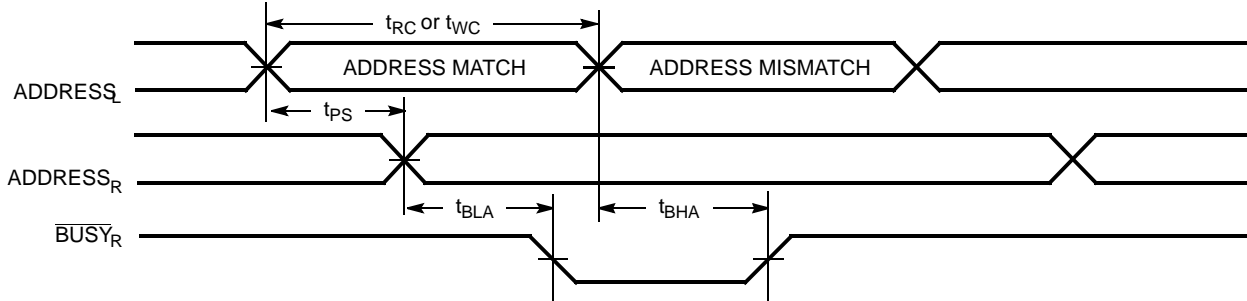 tRC or tWC
ADDRESS MATCH
ADDRESS MISMATCH
ADDRESSL
tPS
ADDRESSR
tBLA
tBHA
BUSYR